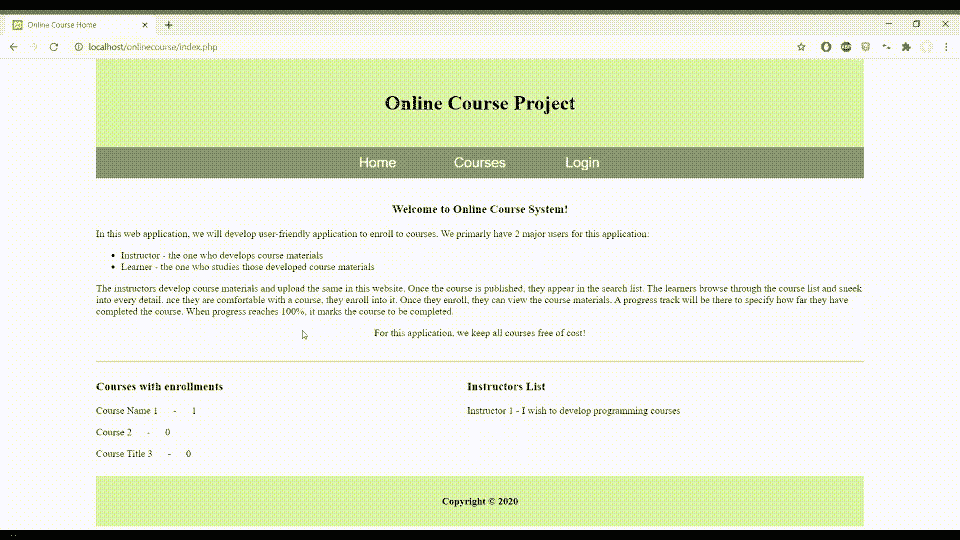 Online Course Home
localhost/onlinecourse/index.php
Online Course Project
Home Courses Login
Welcome to Online Course System!
In this web application, we will develop user-friendly application to enroll to courses. We primarly have 2 major users for this application:
• Instructor - the one who develops course materials
• Learner - the one who studies those developed course materials
The instructors develop course materials and upload the same in this website. Once the course is published, they appear in the search list. The learners browse through the course list and sneek
into every detail. nce they are comfortable with a course, they enroll into it. Once they enroll, they can view the course materials. A progress track will be there to specify how far they have
completed the course. When progress reaches 100%, it marks the course to be completed.
For this application, we keep all courses free of cost!
Courses with enrollments
Course Name 1 - 1
Course 2 - 0
Course Title 3 - 0
Instructors List
Instructor 1 - I wish to develop programming courses
Copyright © 2020